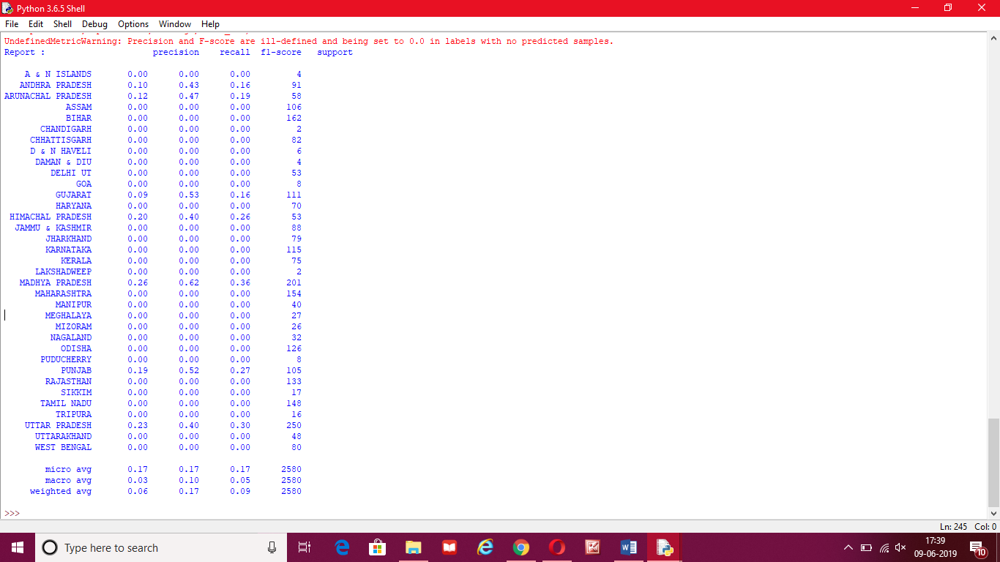 Python 3.6.5 Shell
File Edit Shell Debug Options Window Help
UndefinedMetricWarning: Precision and F-score are ill-defined and being set to 0.0 in labels with no predicted samples.
Report : precision recall f1-score support
A & N ISLANDS 0.00 0.00 0.00 4
ANDHRA PRADESH 0.10 0.43 0.16 91
ARUNACHAL PRADESH 0.12 0.47 0.19 58
ASSAM 0.00 0.00 0.00 106
BIHAR 0.00 0.00 0.00 162
CHANDIGARH 0.00 0.00 0.00 2
CHHATTISGARH 0.00 0.00 0.00 82
D & N HAVELI 0.00 0.00 0.00 6
DAMAN & DIU 0.00 0.00 0.00 4
DELHI UT 0.00 0.00 0.00 53
GOA 0.00 0.00 0.00 8
GUJARAT 0.09 0.53 0.16 111
HARYANA 0.00 0.00 0.00 70
HIMACHAL PRADESH 0.20 0.40 0.26 53
JAMMU & KASHMIR 0.00 0.00 0.00 88
JHARKHAND 0.00 0.00 0.00 79
KARNATAKA 0.00 0.00 0.00 115
KERALA 0.00 0.00 0.00 75
LAKSHADWEEP 0.00 0.00 0.00 2
MADHYA PRADESH 0.26 0.62 0.36 201
MAHARASHTRA 0.00 0.00 0.00 154
MANIPUR 0.00 0.00 0.00 40
MEGHALAYA 0.00 0.00 0.00 27
MIZORAM 0.00 0.00 0.00 26
NAGALAND 0.00 0.00 0.00 32
ODISHA 0.00 0.00 0.00 126
PUDUCHERRY 0.00 0.00 0.00 8
PUNJAB 0.19 0.52 0.27 105
RAJASTHAN 0.00 0.00 0.00 133
SIKKIM 0.00 0.00 0.00 17
TAMIL NADU 0.00 0.00 0.00 148
TRIPURA 0.00 0.00 0.00 16
UTTAR PRADESH 0.23 0.40 0.30 250
UTTARAKHAND 0.00 0.00 0.00 48
WEST BENGAL 0.00 0.00 0.00 80
micro avg 0.17 0.17 0.17 2580
macro avg 0.03 0.10 0.05 2580
weighted avg 0.06 0.17 0.09 2580
>>>
Ln: 245 Col: 0
Type here to search
17:39
09-06-2019
10